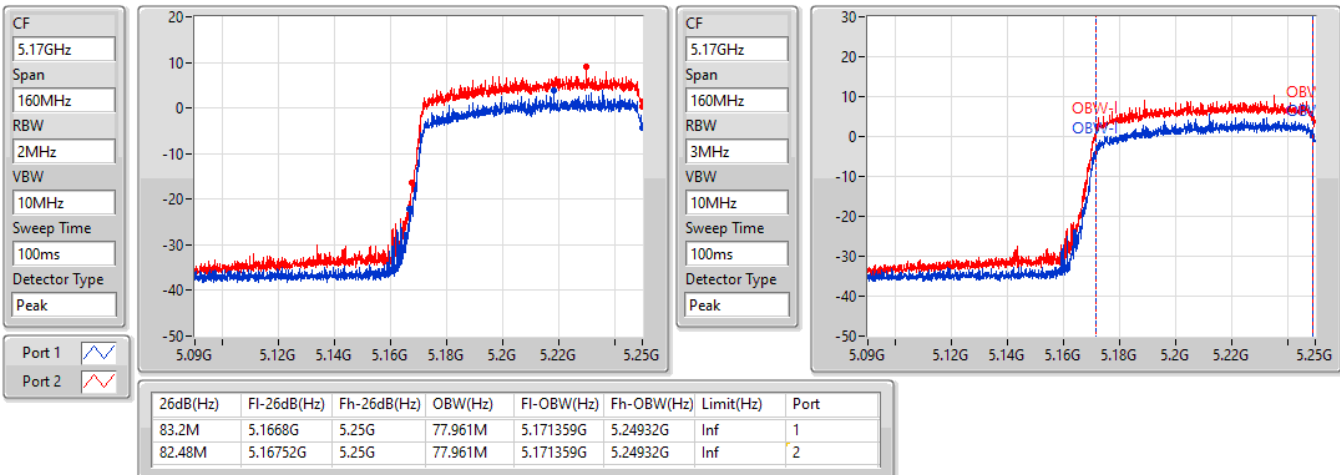 CF
5.17GHz
Span
160MHz
RBW
2MHz
VBW
10MHz
Sweep Time
100ms
Detector Type
Peak
Port 1
Port 2
20
10
0
-10
-20
-30
-40
-50
5.09G 5.12G 5.14G 5.16G 5.18G 5.2G 5.22G 5.25G
CF
5.17GHz
Span
160MHz
RBW
3MHz
VBW
10MHz
Sweep Time
100ms
Detector Type
Peak
30
20
10
0
-10
-20
-30
-40
-50
OBW-l
OBW-l
OBV
OBV
5.09G 5.12G 5.14G 5.16G 5.18G 5.2G 5.22G 5.25G
26dB(Hz) Fl-26dB(Hz) Fh-26dB(Hz) OBW(Hz) Fl-OBW(Hz) Fh-OBW(Hz) Limit(Hz) Port
83.2M 5.1668G 5.25G 77.961M 5.171359G 5.24932G Inf 1
82.48M 5.16752G 5.25G 77.961M 5.171359G 5.24932G Inf 2